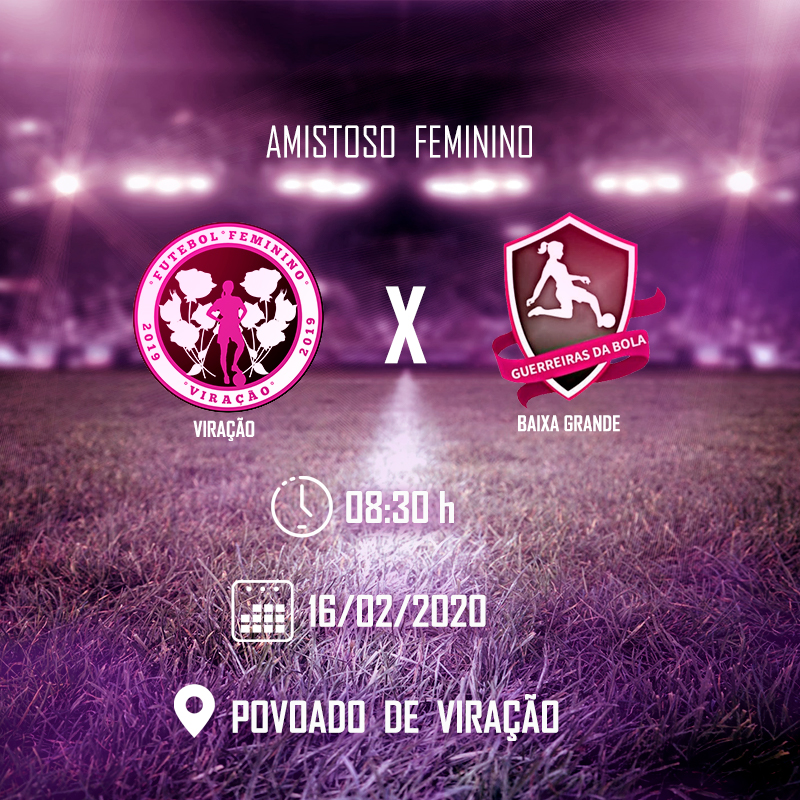 AMISTOSO FEMININO
°FUTEBOL°FEMININO°
2019
2019
°VIRAÇÃO°
X
GUERREIRAS DA BOLA
VIRAÇÃO
BAIXA GRANDE
08:30 h
16/02/2020
POVOADO DE VIRAÇÃO